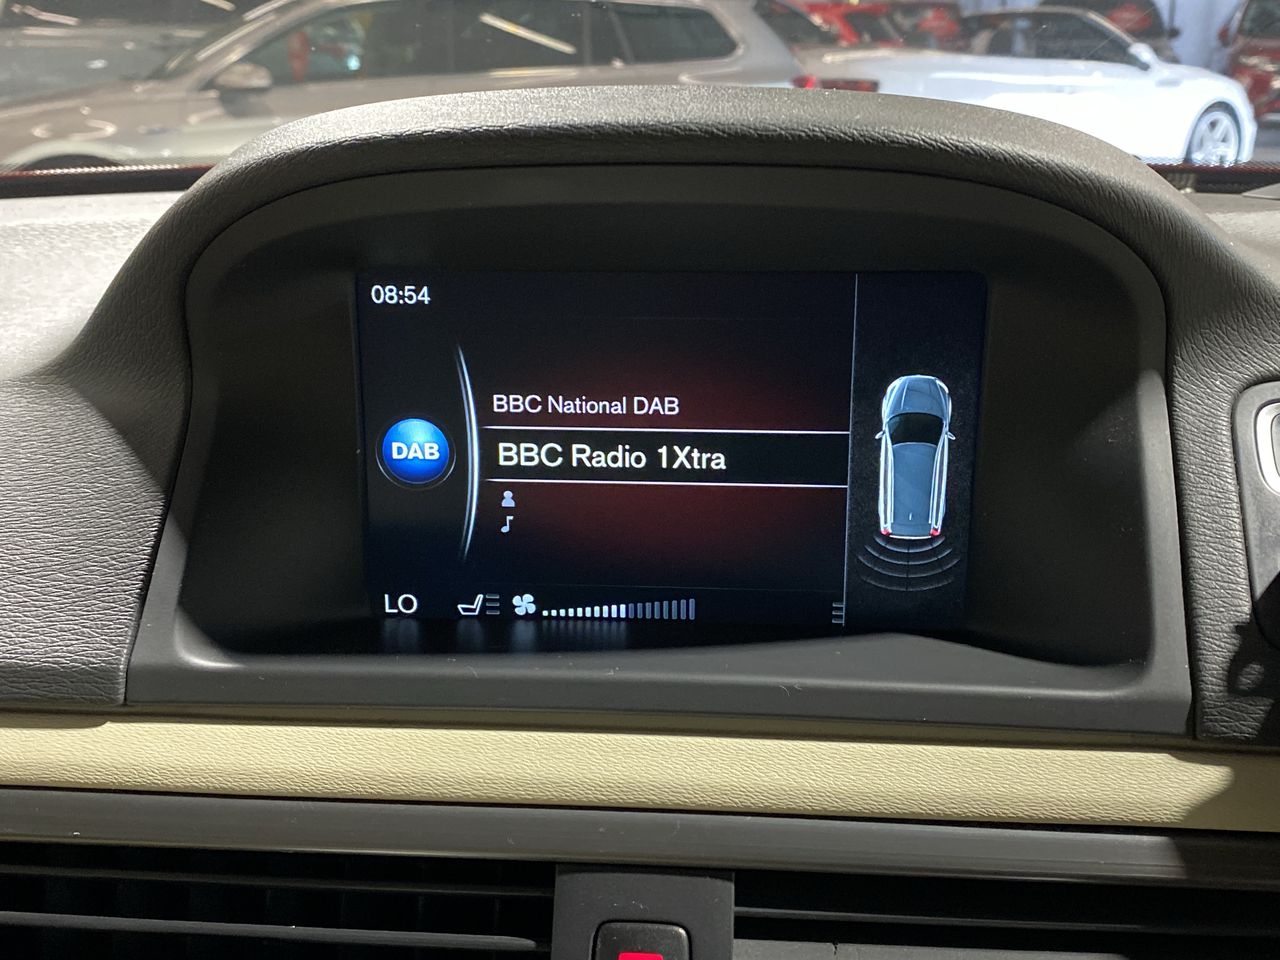 08:54
BBC National DAB
DAB
BBC Radio 1Xtra
LO